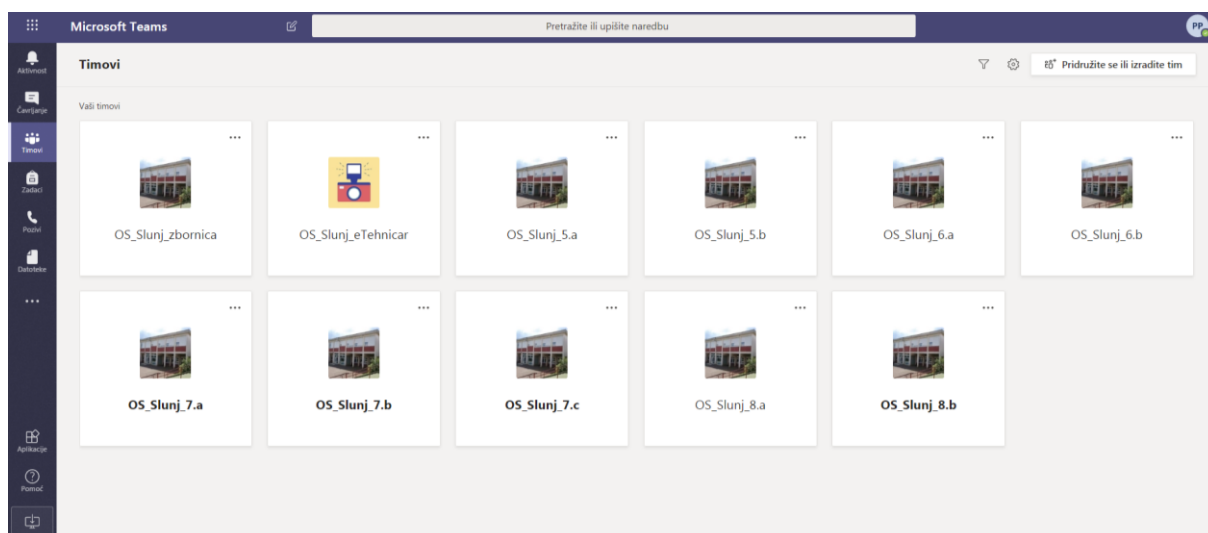 Microsoft Teams
Pretražite ili upišite naredbu
PP
Aktivnost
Čavrljanje
Timovi
Zadaci
Pozivi
Datoteke
Aplikacije
Pomoć
Timovi
Pridružite se ili izradite tim
Vaši timovi
OS_Slunj_zbornica
OS_Slunj_eTehnicar
OS_Slunj_5.a
OS_Slunj_5.b
OS_Slunj_6.a
OS_Slunj_6.b
OS_Slunj_7.a
OS_Slunj_7.b
OS_Slunj_7.c
OS_Slunj_8.a
OS_Slunj_8.b